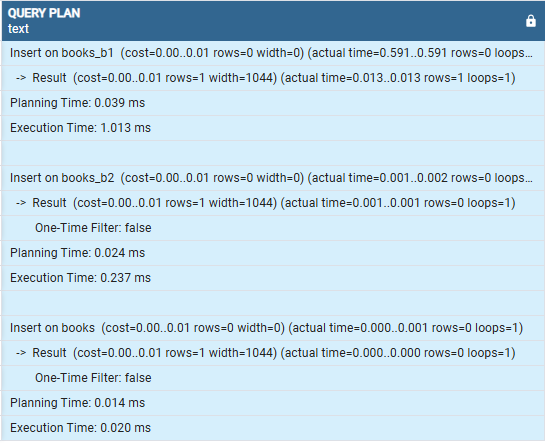 QUERY PLAN
text
Insert on books_b1 (cost=0.00..0.01 rows=0 width=0) (actual time=0.591..0.591 rows=0 loops...
-> Result (cost=0.00..0.01 rows=1 width=1044) (actual time=0.013..0.013 rows=1 loops=1)
Planning Time: 0.039 ms
Execution Time: 1.013 ms
Insert on books_b2 (cost=0.00..0.01 rows=0 width=0) (actual time=0.001..0.002 rows=0 loops...
-> Result (cost=0.00..0.01 rows=1 width=1044) (actual time=0.001..0.001 rows=0 loops=1)
One-Time Filter: false
Planning Time: 0.024 ms
Execution Time: 0.237 ms
Insert on books (cost=0.00..0.01 rows=0 width=0) (actual time=0.000..0.001 rows=0 loops=1)
-> Result (cost=0.00..0.01 rows=1 width=1044) (actual time=0.000..0.000 rows=0 loops=1)
One-Time Filter: false
Planning Time: 0.014 ms
Execution Time: 0.020 ms